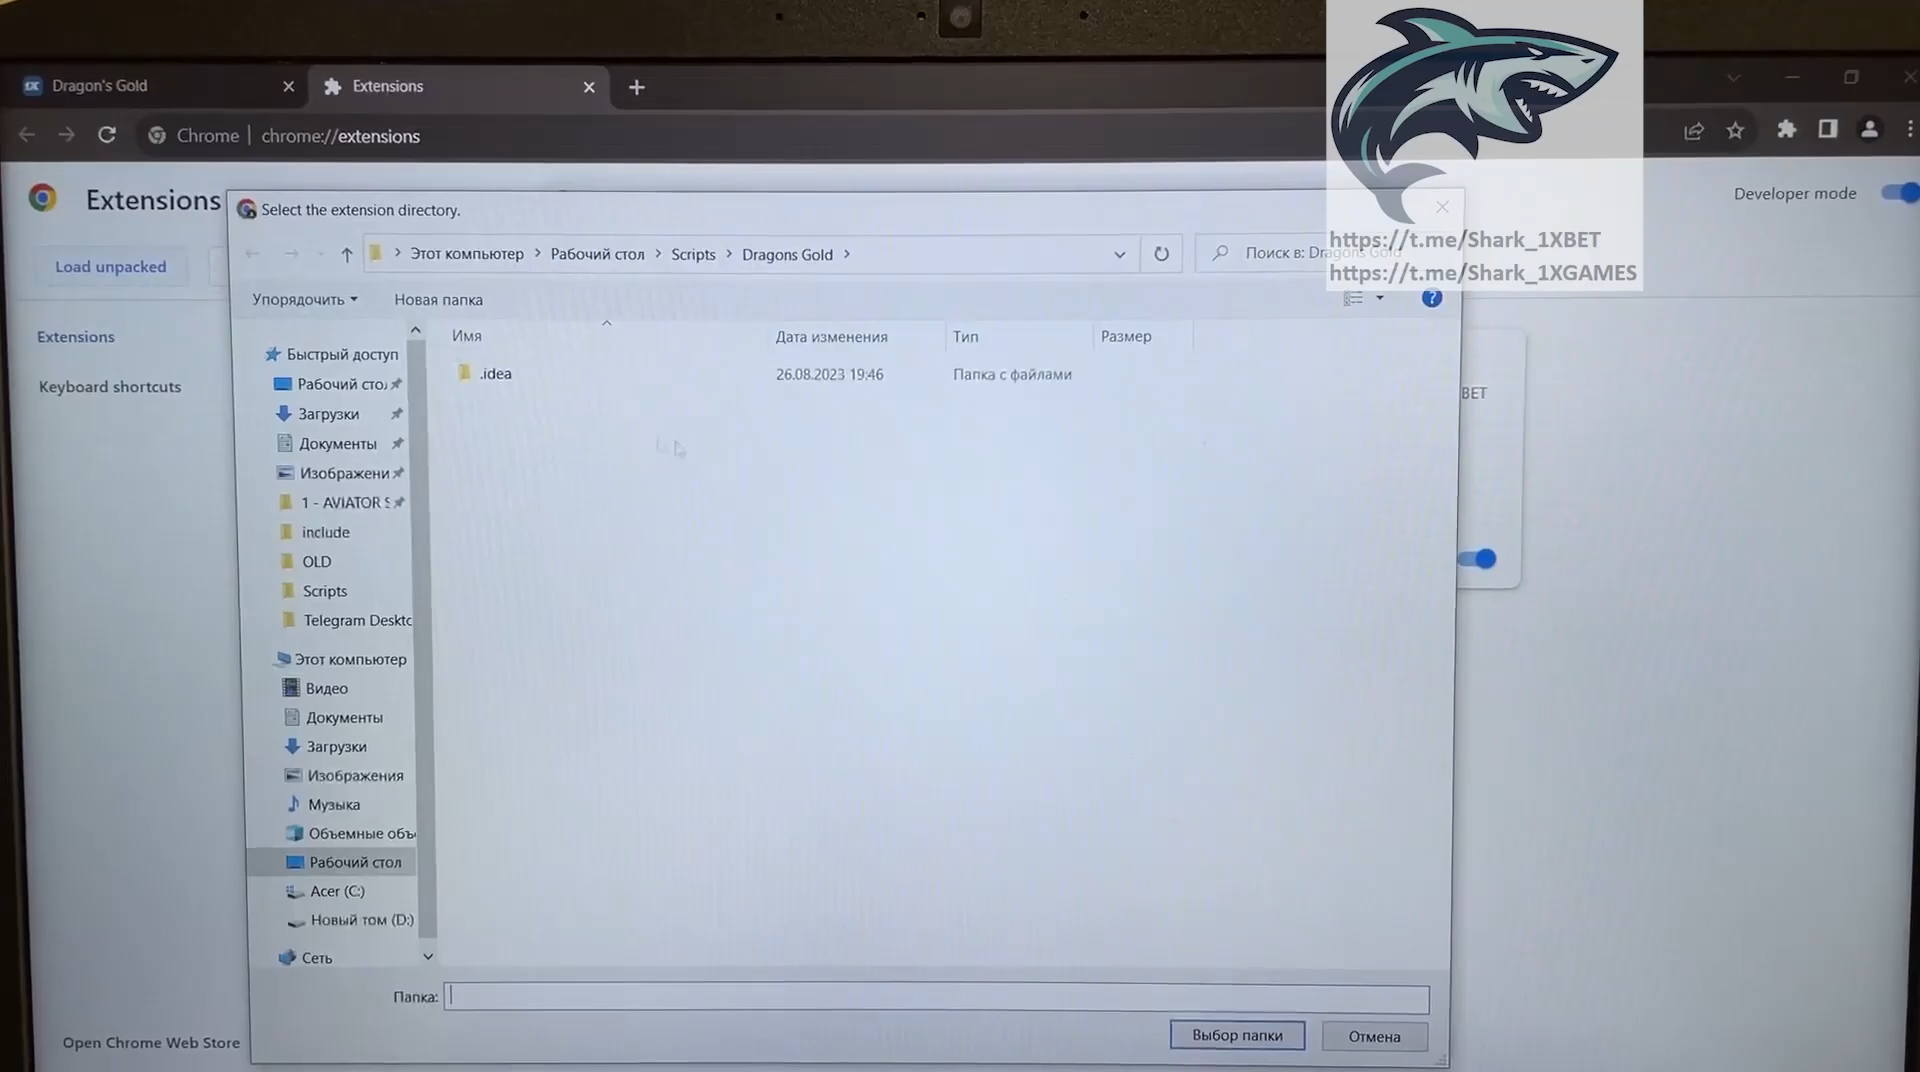 Dragon's Gold
Extensions
Chrome | chrome://extensions
Extensions
Developer mode
Select the extension directory.
https://t.me/Shark_1XBET
https://t.me/Shark_1XGAMES
Load unpacked
Этот компьютер > Рабочий стол > Scripts > Dragons Gold >
Поиск в: Dragons Gold
Упорядочить
Новая папка
Extensions
Keyboard shortcuts
Имя
Дата изменения
Тип
Размер
.idea
26.08.2023 19:46
Папка с файлами
BET
Быстрый доступ
Рабочий сто
Загрузки
Документы
Изображени
1 - AVIATOR S
include
OLD
Scripts
Telegram Deskto
Этот компьютер
Видео
Документы
Загрузки
Изображения
Музыка
Объемные объ
Рабочий стол
Acer (C:)
Новый том (D:)
Сеть
Папка:
Выбор папки
Отмена
Open Chrome Web Store